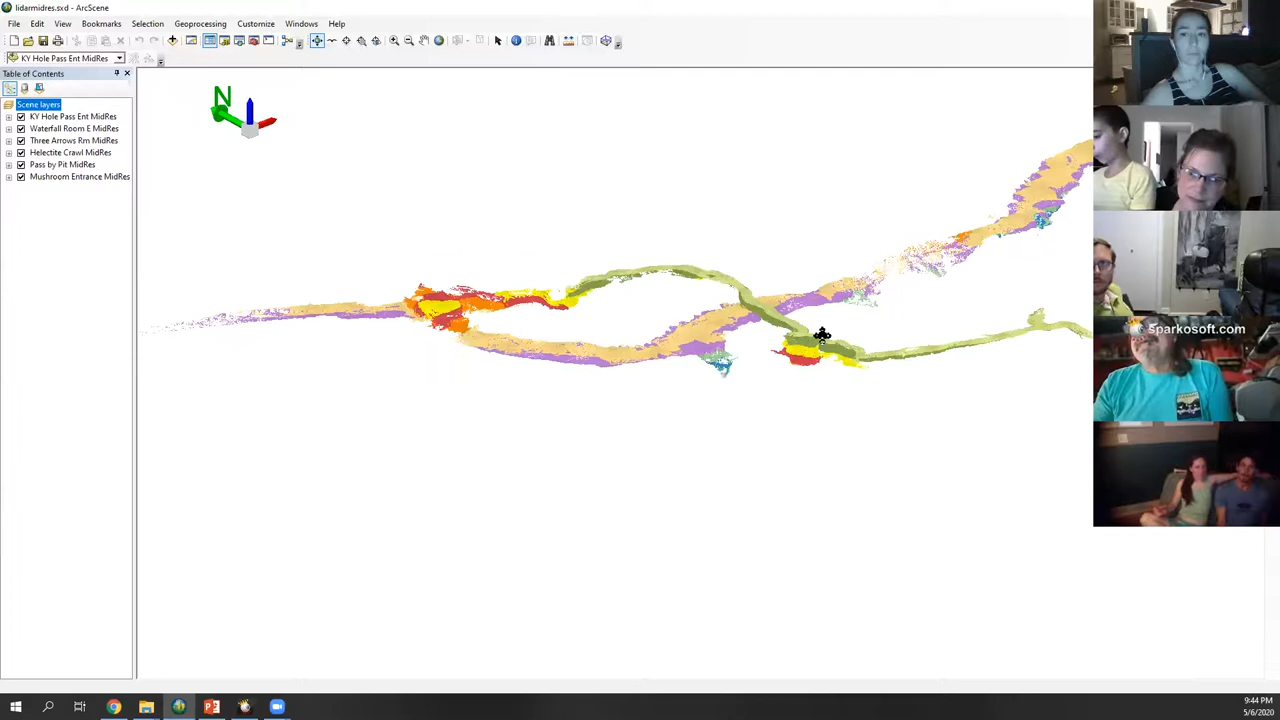 lidarmidres.sxd - ArcScene
File Edit View Bookmarks Selection Geoprocessing Customize Windows Help
KY Hole Pass Ent MidRes
Table of Contents
Scene layers
KY Hole Pass Ent MidRes
Waterfall Room E MidRes
Three Arrows Rm MidRes
Helectite Crawl MidRes
Pass by Pit MidRes
Mushroom Entrance MidRes
N
Sparkosoft.com
9:44 PM
5/6/2020